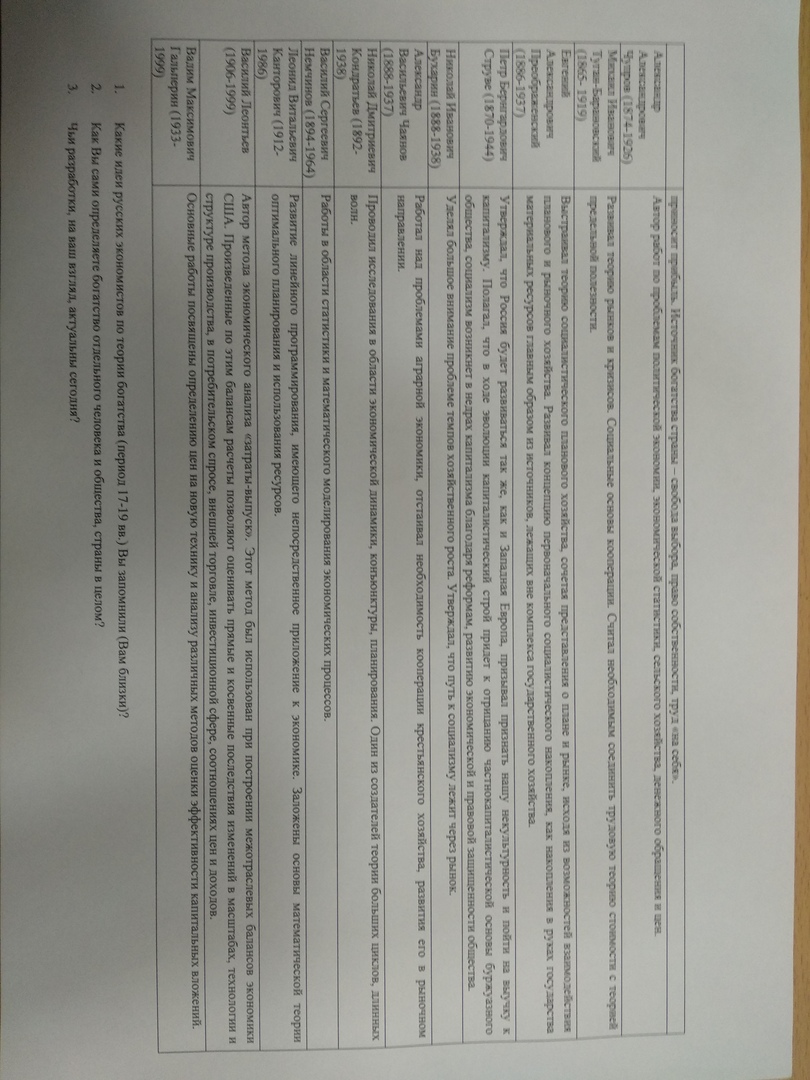 приносит прибыль. Источник богатства страны – свобода выбора, право собственности, труд «на себя».
Александр
Александрович
Чупров (1874-1926)
Автор работ по проблемам политической экономии, экономической статистики, сельского хозяйства, денежного обращения и цен.
Михаил Иванович
Туган-Барановский
(1865- 1919)
Развивал теорию рынков и кризисов. Социальные основы кооперации. Считал необходимым соединить трудовую теорию стоимости с теорией
предельной полезности.
Евгений
Александрович
Преображенский
(1886-1937)
Выстраивал теорию социалистического планового хозяйства, сочетая представления о плане и рынке, исходя из возможностей взаимодействия
планового и рыночного хозяйства. Развивал концепцию первоначального социалистического накопления, как накопления в руках государства
материальных ресурсов главным образом из источников, лежащих вне комплекса государственного хозяйства.
Петр Бернгардович
Струве (1870-1944)
Утверждал, что Россия будет развиваться так же, как и Западная Европа, призывал признать нашу некультурность и пойти на выучку к
капитализму. Полагал, что в ходе эволюции капиталистический строй придет к отрицанию частнокапиталистической основы буржуазного
общества, социализм возникнет в недрах капитализма благодаря реформам, развитию экономической и правовой защищенности общества.
Николай Иванович
Бухарин (1888-1938)
Уделял большое внимание проблеме темпов хозяйственного роста. Утверждал, что путь к социализму лежит через рынок.
Александр
Васильевич Чаянов
(1888-1937)
Работал над проблемами аграрной экономики, отстаивал необходимость кооперации крестьянского хозяйства, развития его в рыночном
направлении.
Николай Дмитриевич
Кондратьев (1892-
1938)
Проводил исследования в области экономической динамики, конъюнктуры, планирования. Один из создателей теории больших циклов, длинных
волн.
Василий Сергеевич
Немчинов (1894-1964)
Работы в области статистики и математического моделирования экономических процессов.
Леонид Витальевич
Канторович (1912-
1986)
Развитие линейного программирования, имеющего непосредственное приложение к экономике. Заложены основы математической теории
оптимального планирования и использования ресурсов.
Василий Леонтьев
(1906-1999)
Автор метода экономического анализа «затраты-выпуск». Этот метод был использован при построении межотраслевых балансов экономики
США. Произведенные по этим балансам расчеты позволяют оценивать прямые и косвенные последствия изменений в масштабах, технологии и
структуре производства, в потребительском спросе, внешней торговле, инвестиционной сфере, соотношениях цен и доходов.
Вадим Максимович
Гальперин (1933-
1999)
Основные работы посвящены определению цен на новую технику и анализу различных методов оценки эффективности капитальных вложений.
1. Какие идеи русских экономистов по теории богатства (период 17-19 вв.) Вы запомнили (Вам близки)?
2. Как Вы сами определяете богатство отдельного человека и общества, страны в целом?
3. Чьи разработки, на ваш взгляд, актуальны сегодня?